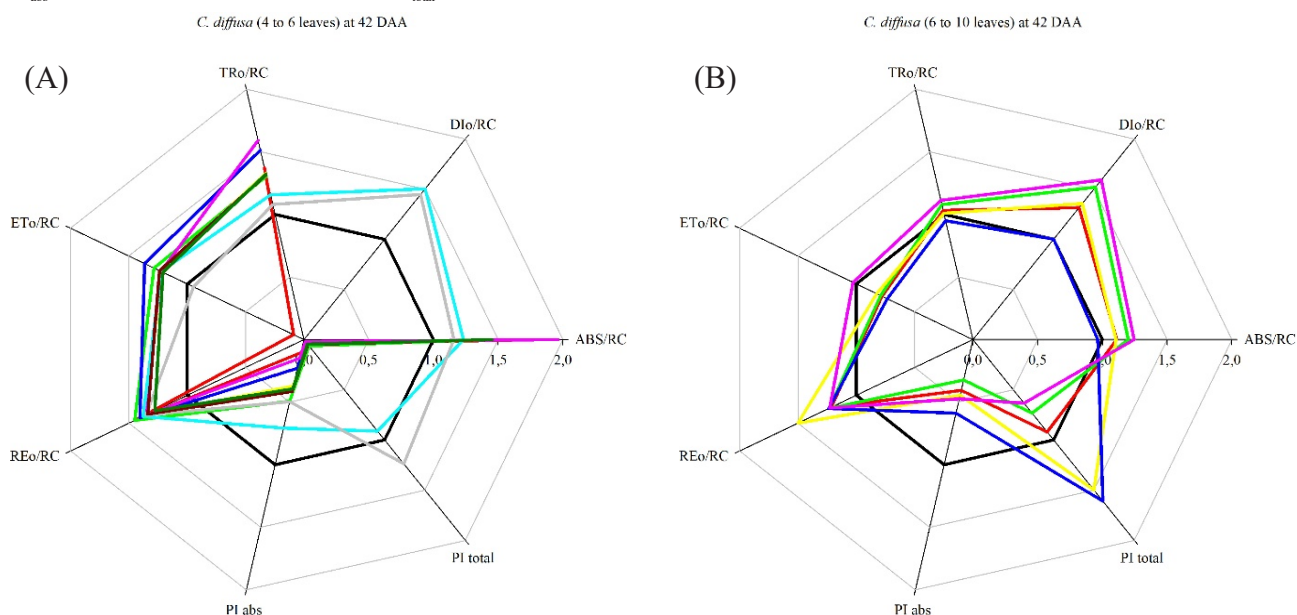 abs total
C. diffusa (4 to 6 leaves) at 42 DAA
C. diffusa (6 to 10 leaves) at 42 DAA
(A)
TRo/RC
DIo/RC
ETo/RC
ABS/RC
0,5 1,0 1,5 2,0
REo/RC
PI total
PI abs
(B)
TRo/RC
DIo/RC
ETo/RC
ABS/RC
0,0 0,5 1,0 1,5 2,0
REo/RC
PI total
PI abs